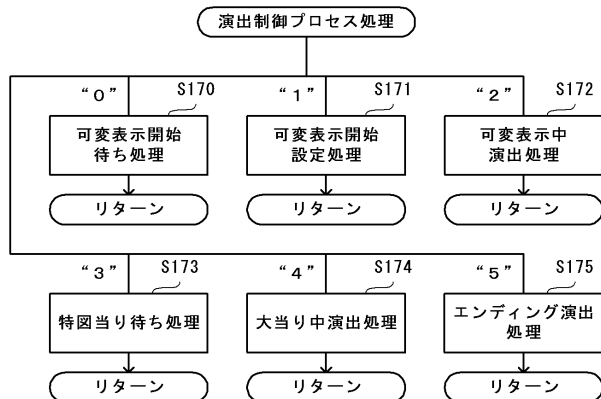 演出制御プロセス処理
“０” S170
“１” S171
“２” S172
可変表示開始
待ち処理
可変表示開始
設定処理
可変表示中
演出処理
リターン
リターン
リターン
“３” S173
“４” S174
“５” S175
特図当り待ち処理
大当り中演出処理
エンディング演出
処理
リターン
リターン
リターン